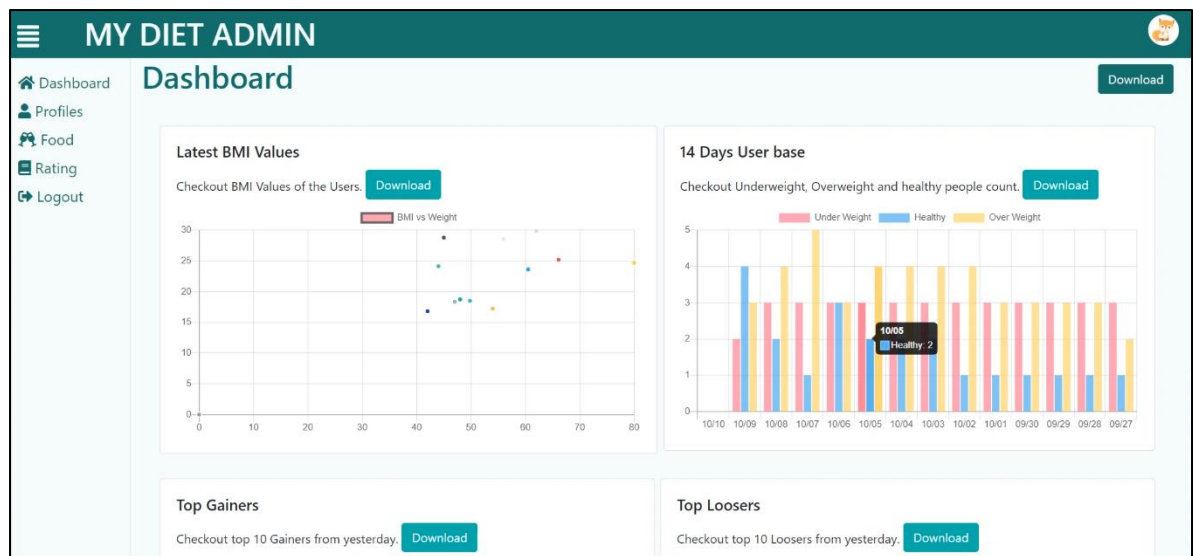 MY DIET ADMIN
Dashboard
Profiles
Food
Rating
Logout
Dashboard
Download
Latest BMI Values
Checkout BMI Values of the Users. Download
BMI vs Weight
30
25
20
15
10
5
0
0 10 20 30 40 50 60 70 80
14 Days User base
Checkout Underweight, Overweight and healthy people count. Download
Under Weight Healthy Over Weight
5
4
3
2
1
0
10/05
Healthy: 2
10/10 10/09 10/08 10/07 10/06 10/05 10/04 10/03 10/02 10/01 09/30 09/29 09/28 09/27
Top Gainers
Checkout top 10 Gainers from yesterday. Download
Top Loosers
Checkout top 10 Loosers from yesterday. Download